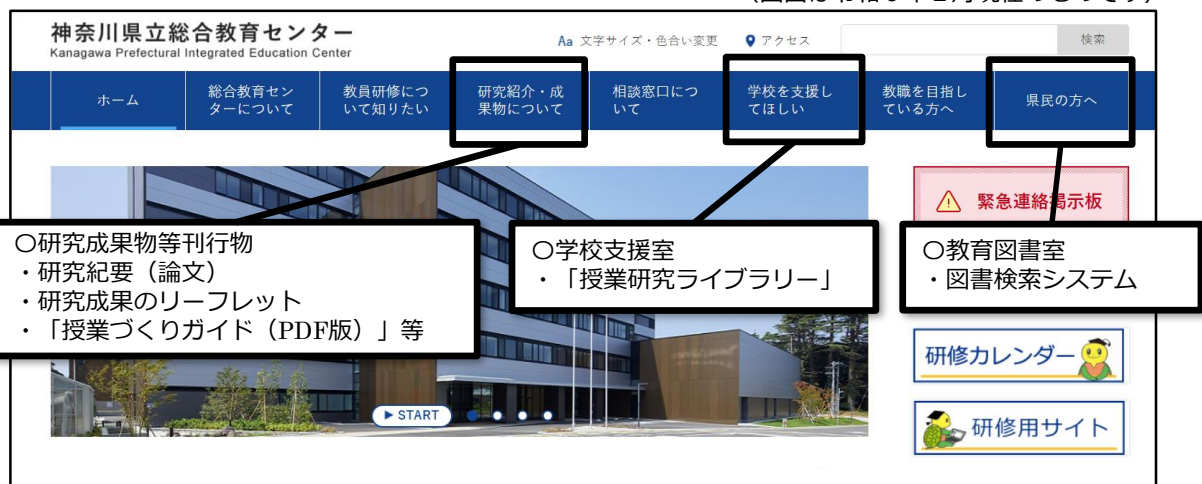 神奈川県立総合教育センター
Kanagawa Prefectural Integrated Education Center
Aa 文字サイズ・色合い変更
アクセス
検索
ホーム
総合教育セン
ターについて
教員研修につ
いて知りたい
研究紹介・成
果物について
相談窓口につ
いて
学校を支援し
てほしい
教職を目指し
ている方へ
県民の方へ
緊急連絡掲示板
〇研究成果物等刊行物
・研究紀要（論文）
・研究成果のリーフレット
・「授業づくりガイド（PDF版）」等
〇学校支援室
・「授業研究ライブラリー」
〇教育図書室
・図書検索システム
研修カレンダー
START
研修用サイト